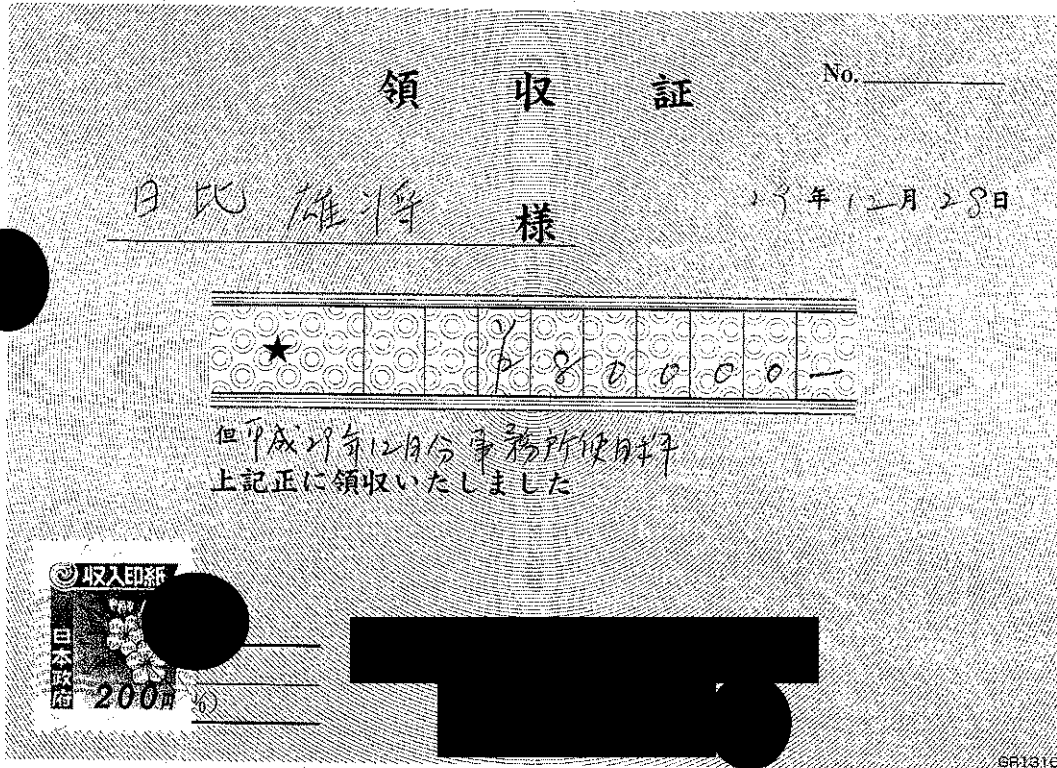 領収証
No.
日比 雄将 様
29年12月28日
★ ¥80000-
但平成29年12月分 事務所使用料
上記正に領収いたしました
収入印紙
日本政府
200円
%)
GR131C